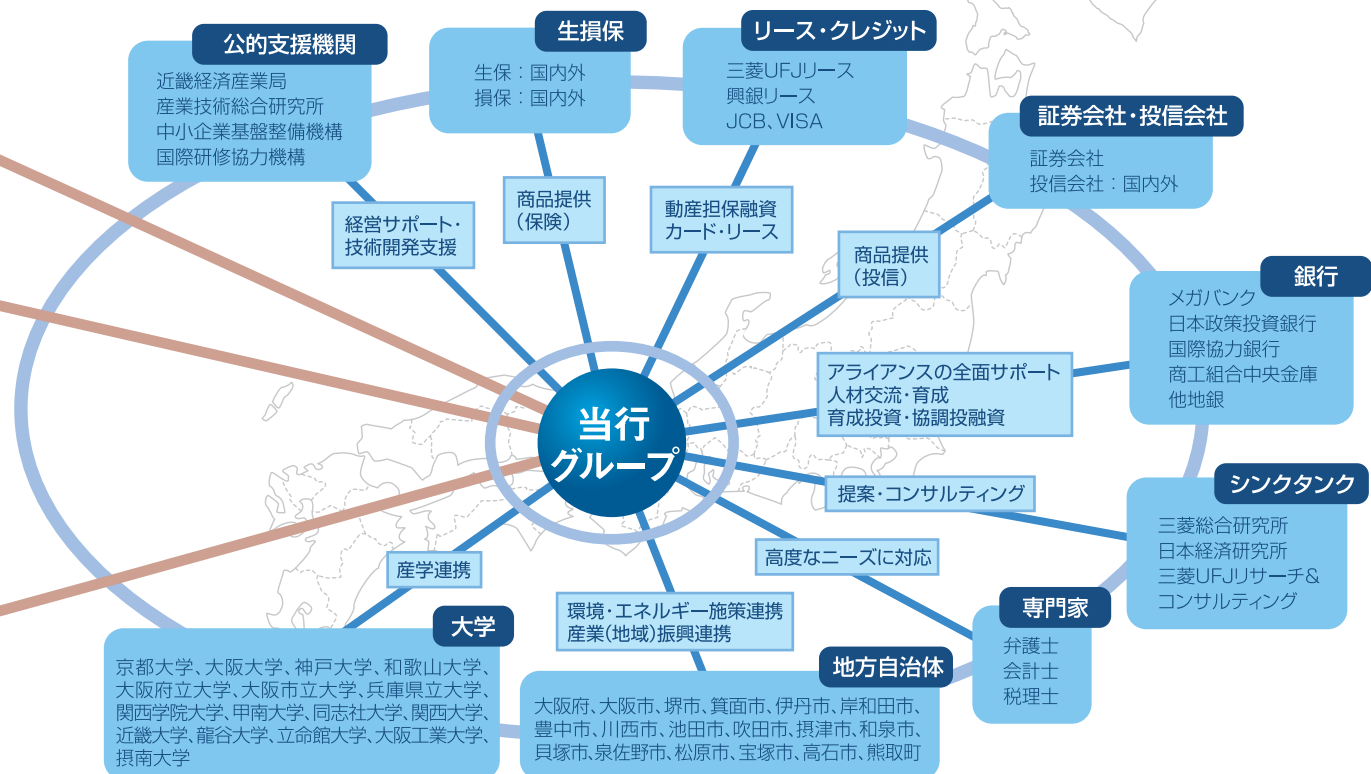 公的支援機関
近畿経済産業局
産業技術総合研究所
中小企業基盤整備機構
国際研修協力機構
生損保
生保：国内外
損保：国内外
リース・クレジット
三菱UFJリース
興銀リース
JCB、VISA
証券会社・投信会社
証券会社
投信会社：国内外
経営サポート・
技術開発支援
商品提供
（保険）
動産担保融資
カード・リース
商品提供
（投信）
銀行
メガバンク
日本政策投資銀行
国際協力銀行
商工組合中央金庫
他地銀
アライアンスの全面サポート
人材交流・育成
育成投資・協調投融資
当行
グループ
提案・コンサルティング
シンクタンク
三菱総合研究所
日本経済研究所
三菱UFJリサーチ&
コンサルティング
産学連携
高度なニーズに対応
環境・エネルギー施策連携
産業（地域）振興連携
専門家
弁護士
会計士
税理士
大学
京都大学、大阪大学、神戸大学、和歌山大学、
大阪府立大学、大阪市立大学、兵庫県立大学、
関西学院大学、甲南大学、同志社大学、関西大学、
近畿大学、龍谷大学、立命館大学、大阪工業大学、
摂南大学
地方自治体
大阪府、大阪市、堺市、箕面市、伊丹市、岸和田市、
豊中市、川西市、池田市、吹田市、摂津市、和泉市、
貝塚市、泉佐野市、松原市、宝塚市、高石市、熊取町